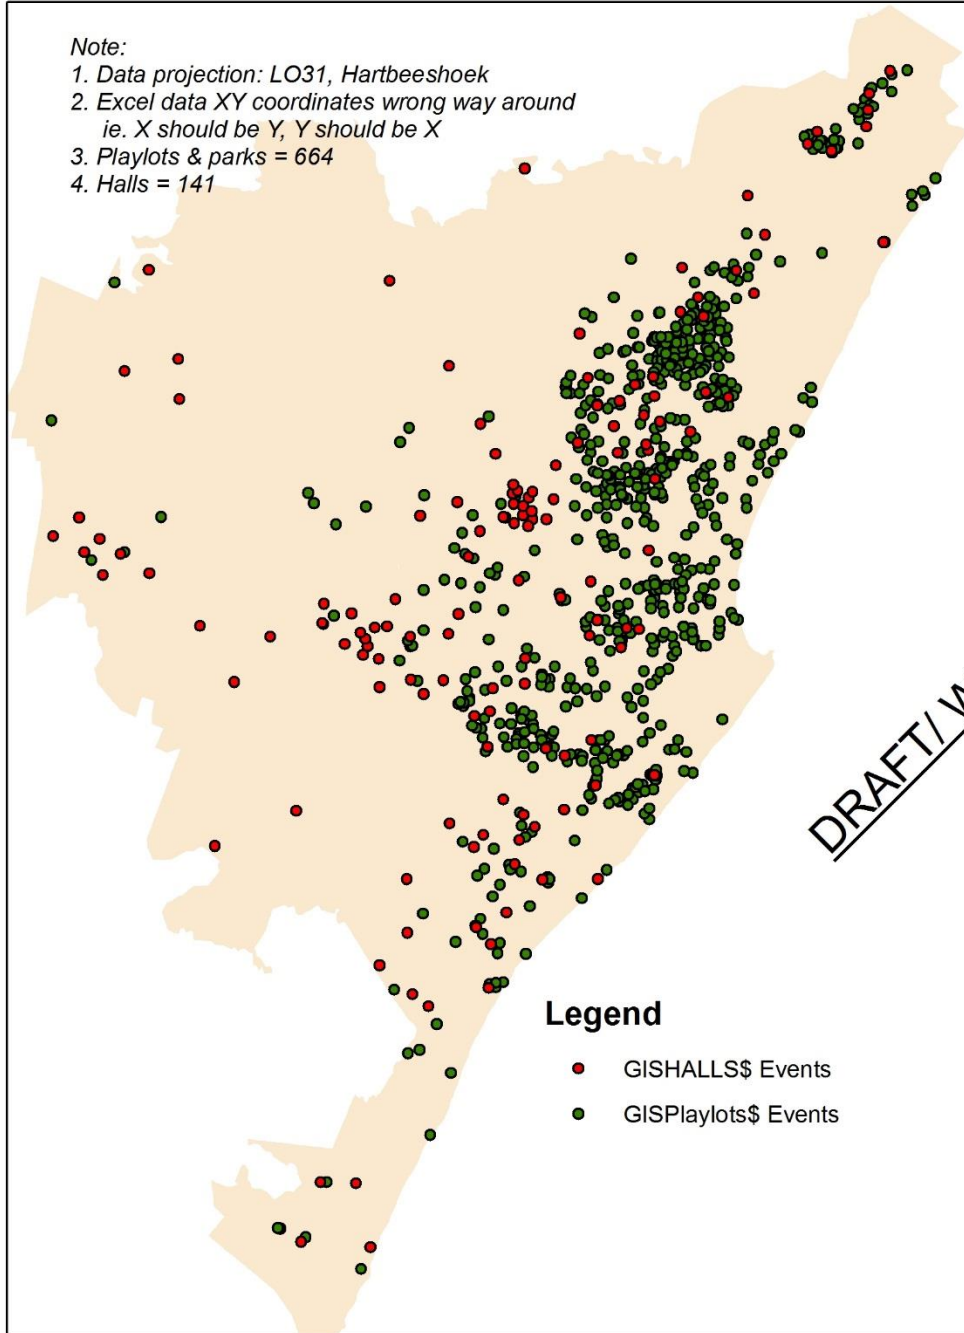 Note:
1. Data projection: LO31, Hartbeeshoek
2. Excel data XY coordinates wrong way around
ie. X should be Y, Y should be X
3. Playlots & parks = 664
4. Halls = 141
DRAFT/ W
Legend
GISHALLS$ Events
GISPlaylots$ Events